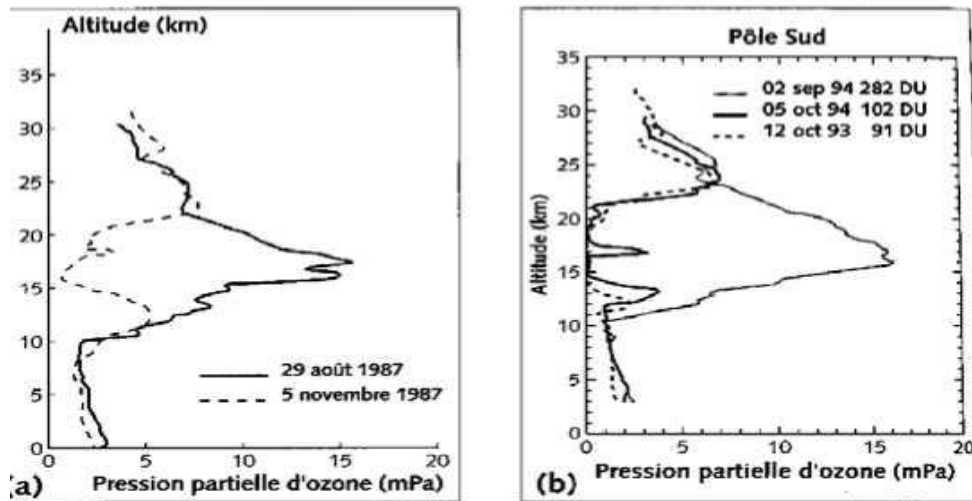 Altitude (km)
35
30
25
20
15
10
5
0
29 août 1987
5 novembre 1987
0 5 10 15 20
Pression partielle d'ozone (mPa)
(a)
Pôle Sud
35
30
25
20
15
10
5
0
Altitude (km)
02 sep 94 282 DU
05 oct 94 102 DU
12 oct 93 91 DU
0 5 10 15 20
Pression partielle d'ozone (mPa)
(b)